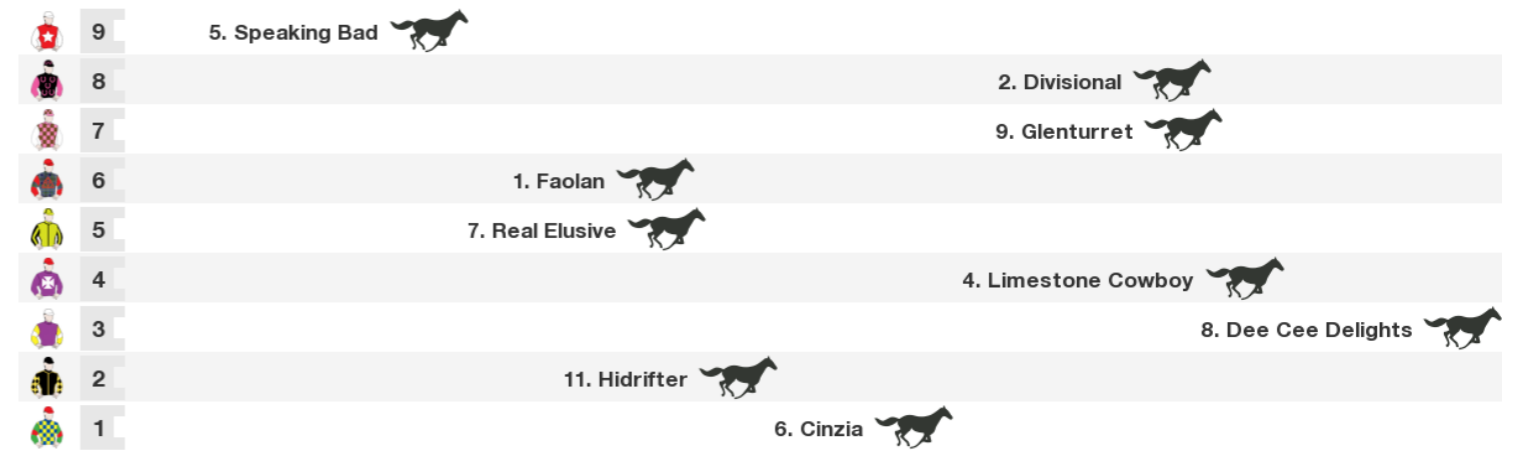 9 5. Speaking Bad
8 2. Divisional
7 9. Glenturret
6 1. Faolan
5 7. Real Elusive
4 4. Limestone Cowboy
3 8. Dee Cee Delights
2 11. Hidrifter
1 6. Cinzia